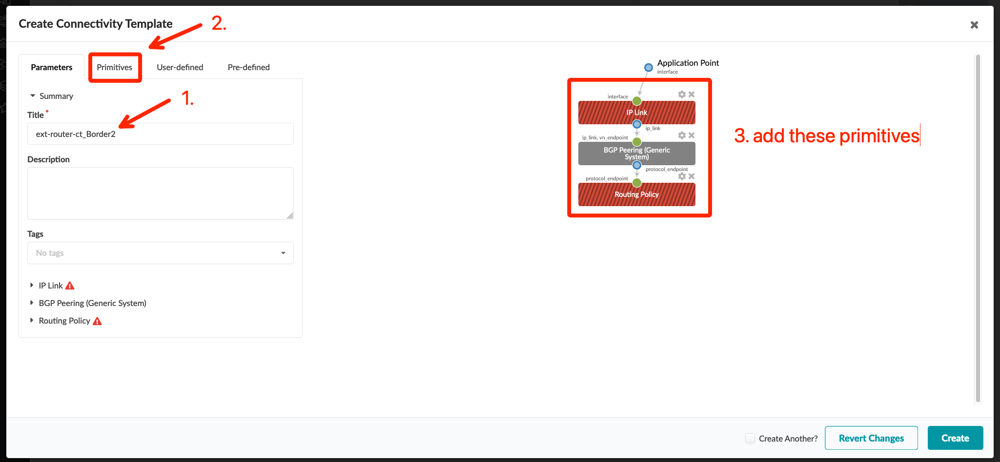 Create Connectivity Template
2.
Parameters
Primitives
User-defined
Pre-defined
Summary
1.
Title *
ext-router-ct_Border2
Description
Tags
No tags
IP Link
BGP Peering (Generic System)
Routing Policy
Application Point
interface
interface
IP Link
ip_link
ip_link, vn_endpoint
BGP Peering (Generic
System)
protocol_endpoint
protocol_endpoint
Routing Policy
3. add these primitives
Create Another?
Revert Changes
Create